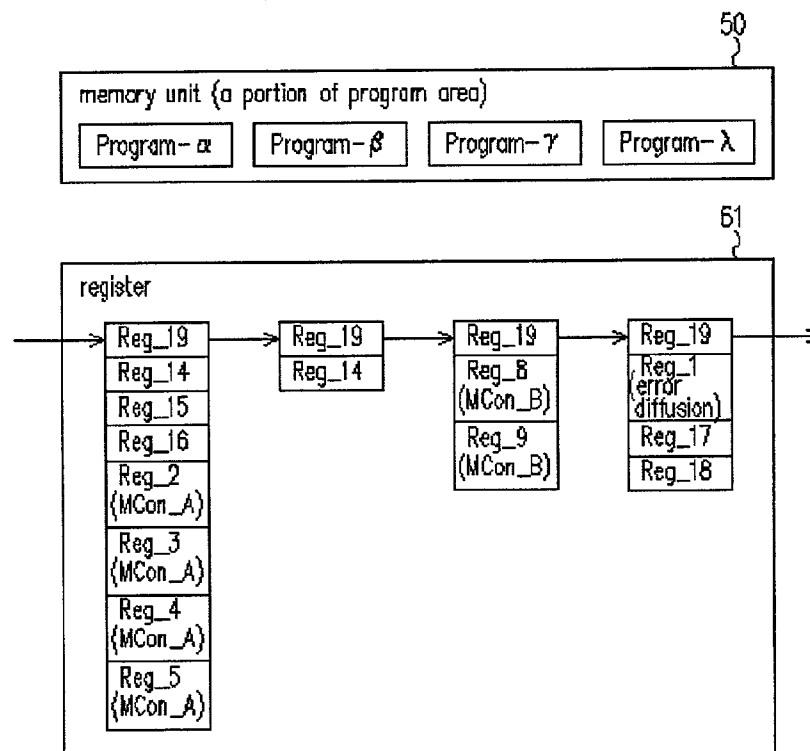 50
memory unit (a portion of program area)
Program-α
Program-β
Program-γ
Program-λ
61
register
Reg_19
Reg_14
Reg_15
Reg_16
Reg_2
(MCon_A)
Reg_3
(MCon_A)
Reg_4
(MCon_A)
Reg_5
(MCon_A)
Reg_19
Reg_14
Reg_19
Reg_8
(MCon_B)
Reg_9
(MCon_B)
Reg_19
Reg_1
(error
diffusion)
Reg_17
Reg_18